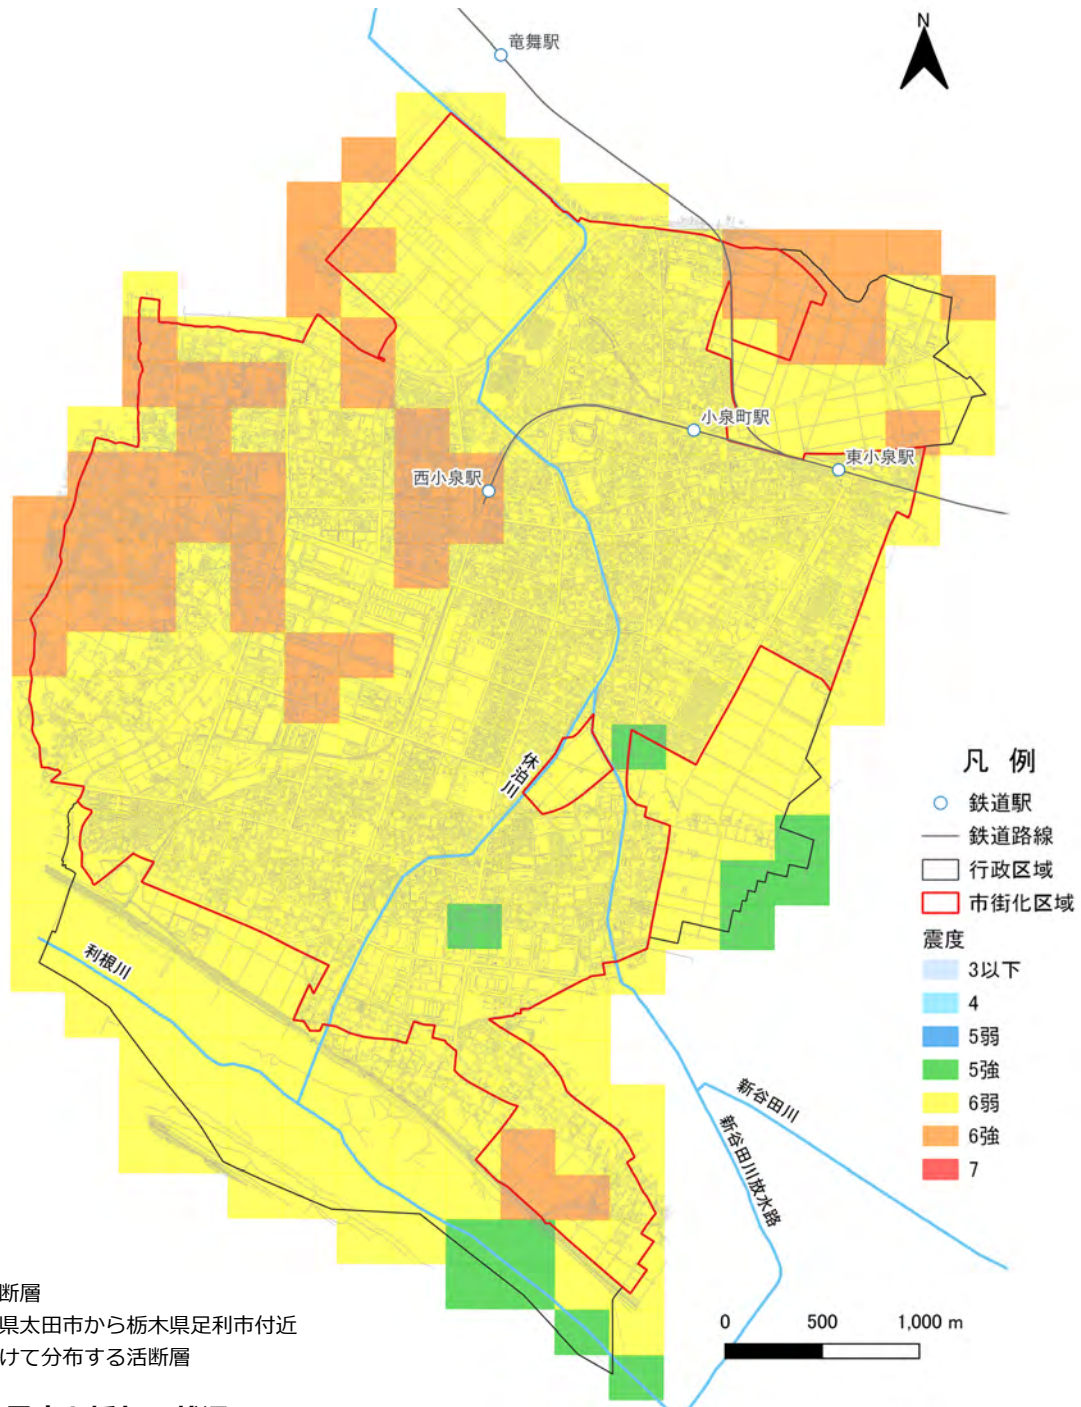 N
竜舞駅
小泉町駅
東小泉駅
西小泉駅
休泊川
利根川
新谷田川
新谷田川放水路
凡 例
鉄道駅
鉄道路線
行政区域
市街化区域
震度
3以下
4
5弱
5強
6弱
6強
7
0 500 1,000 m
断層
県太田市から栃木県足利市付近
けて分布する活断層